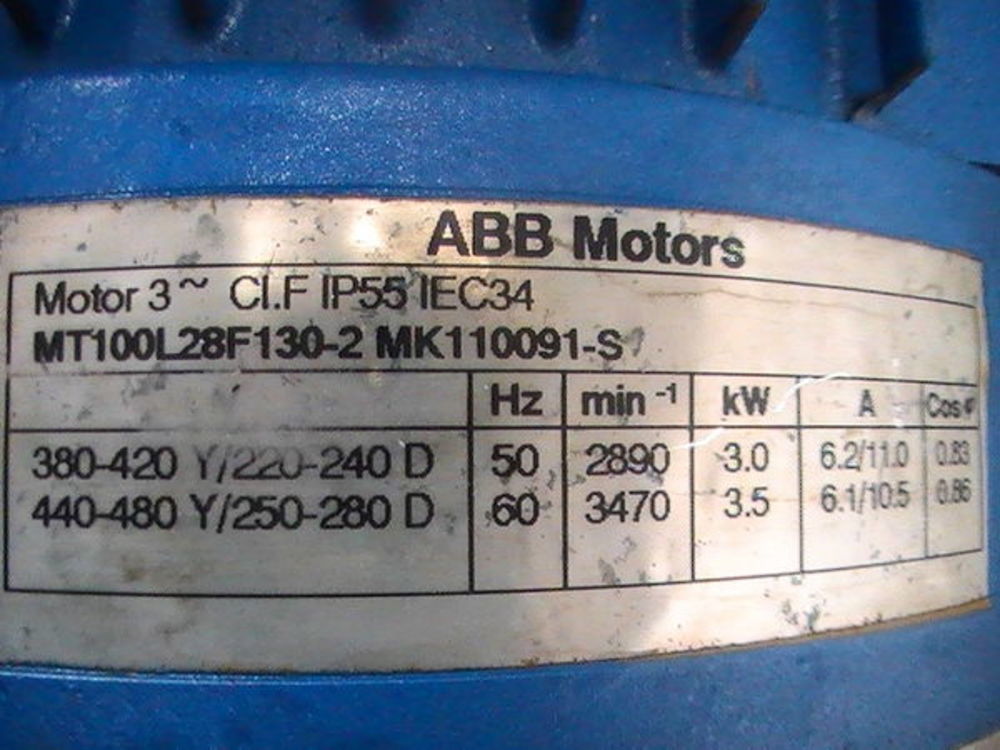 ABB Motors
Motor 3~ Cl.F IP55 IEC34
MT100L28F130-2 MK110091-S
Hz min -1 kW A Cos φ
380-420 Y/220-240 D 50 2890 3.0 6.2/11.0 0.83
440-480 Y/250-280 D 60 3470 3.5 6.1/10.5 0.86